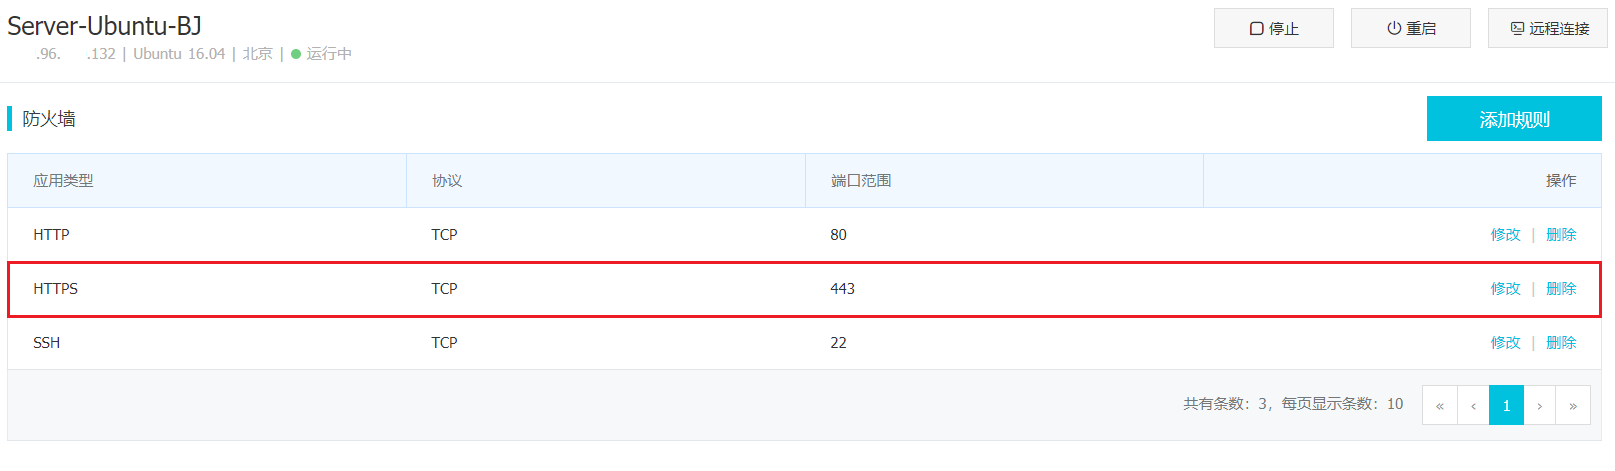 Server-Ubuntu-BJ
停止
重启
远程连接
.96. .132 | Ubuntu 16.04 | 北京 | 运行中
防火墙
添加规则
应用类型 协议 端口范围 操作
HTTP TCP 80 修改 | 删除
HTTPS TCP 443 修改 | 删除
SSH TCP 22 修改 | 删除
共有条数：3，每页显示条数：10 « ‹ 1 › »